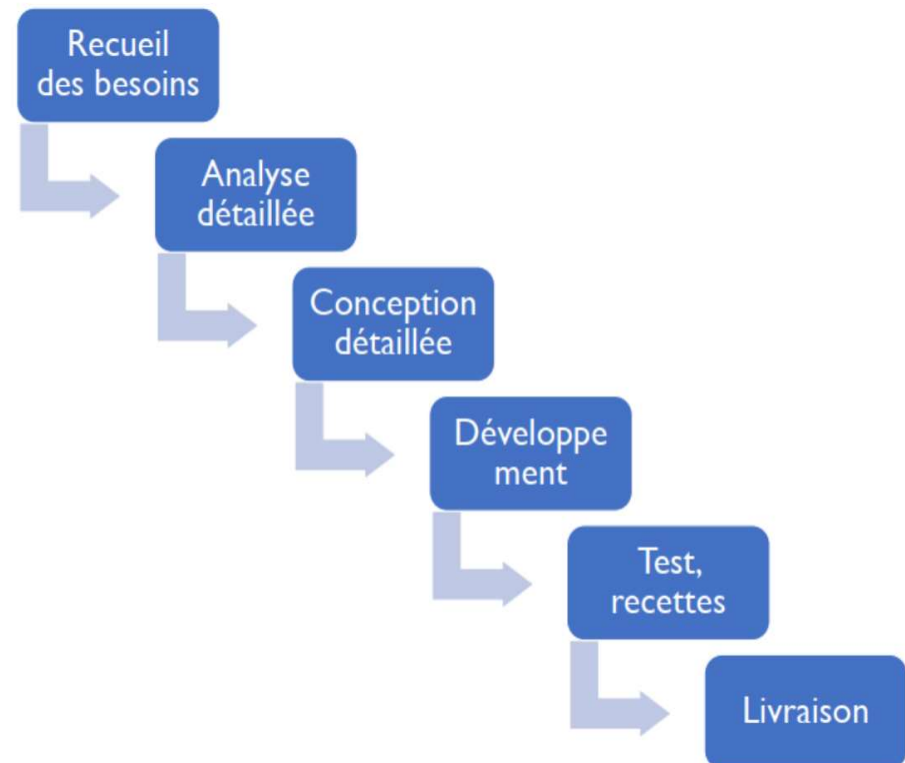 Recueil
des besoins
Analyse
détaillée
Conception
détaillée
Développe
ment
Test,
recettes
Livraison